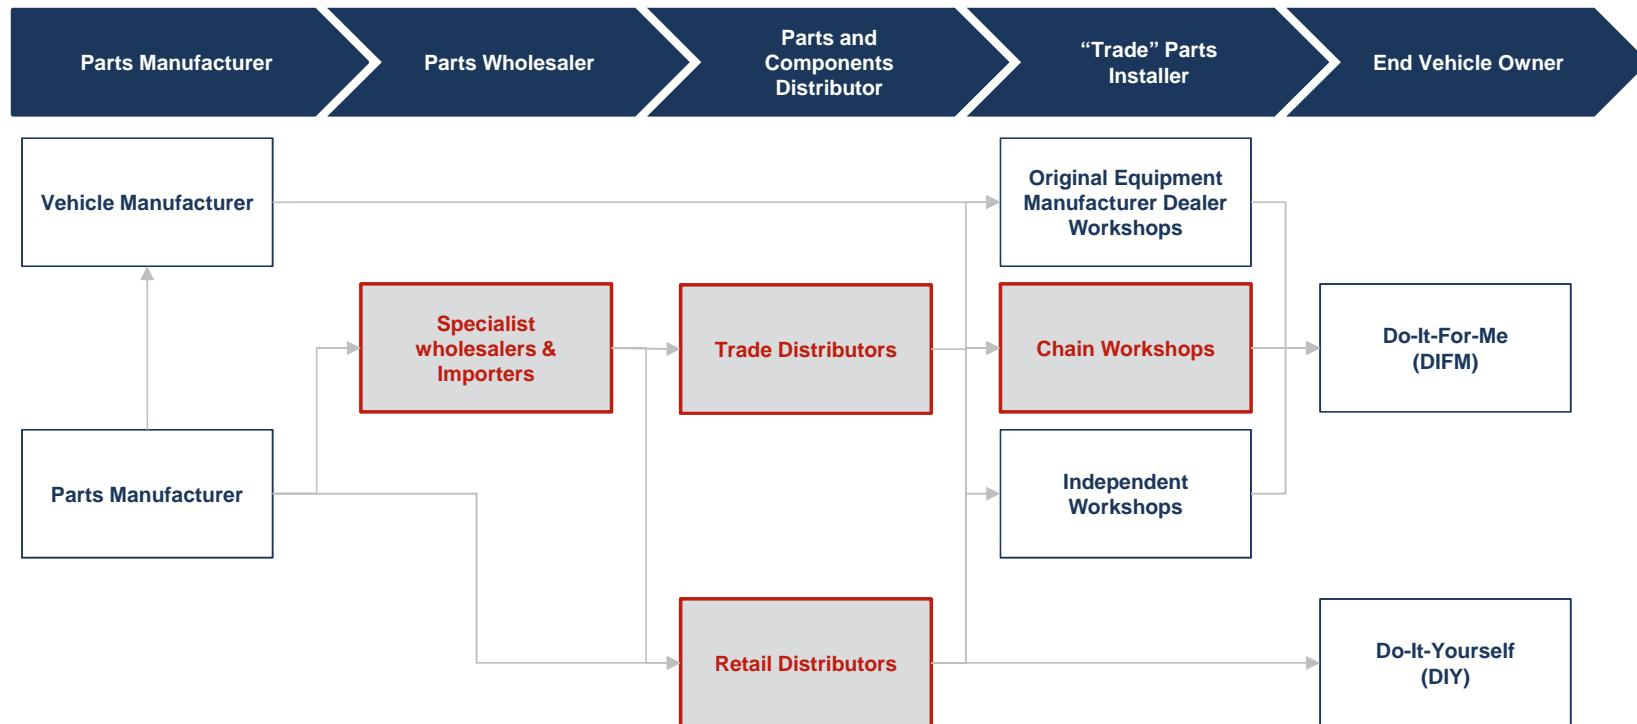 Parts Manufacturer
Parts Wholesaler
Parts and
Components
Distributor
“Trade” Parts
Installer
End Vehicle Owner
Vehicle Manufacturer
Original Equipment
Manufacturer Dealer
Workshops
Specialist
wholesalers &
Importers
Trade Distributors
Chain Workshops
Do-It-For-Me
(DIFM)
Parts Manufacturer
Independent
Workshops
Retail Distributors
Do-It-Yourself
(DIY)